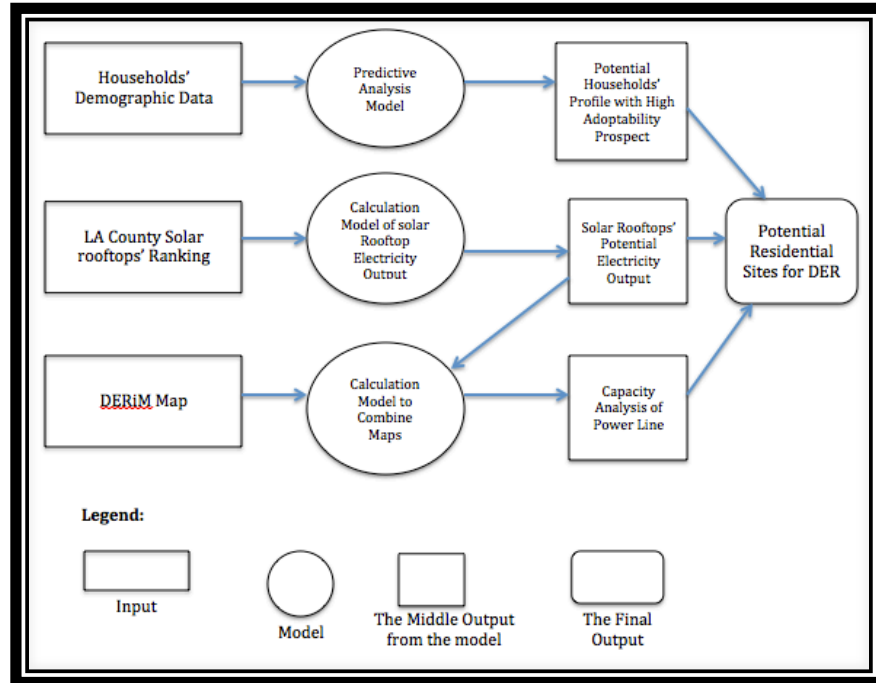 Households'
Demographic Data
Predictive
Analysis
Model
Potential
Households'
Profile with High
Adoptability
Prospect
LA County Solar
rooftops' Ranking
Calculation
Model of solar
Rooftop
Electricity
Output
Solar Rooftops'
Potential
Electricity
Output
Potential
Residential
Sites for DER
DERiM Map
Calculation
Model to
Combine
Maps
Capacity
Analysis of
Power Line
Legend:
Input
Model
The Middle Output
from the model
The Final
Output